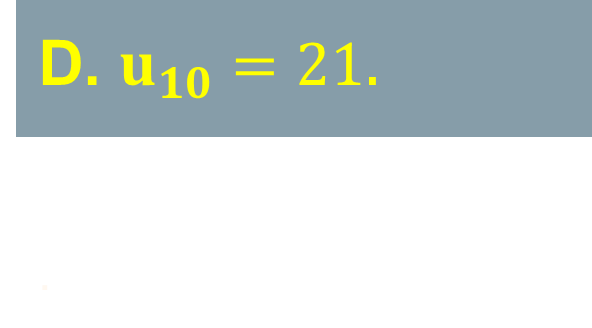 D. u₁₀ = 21.